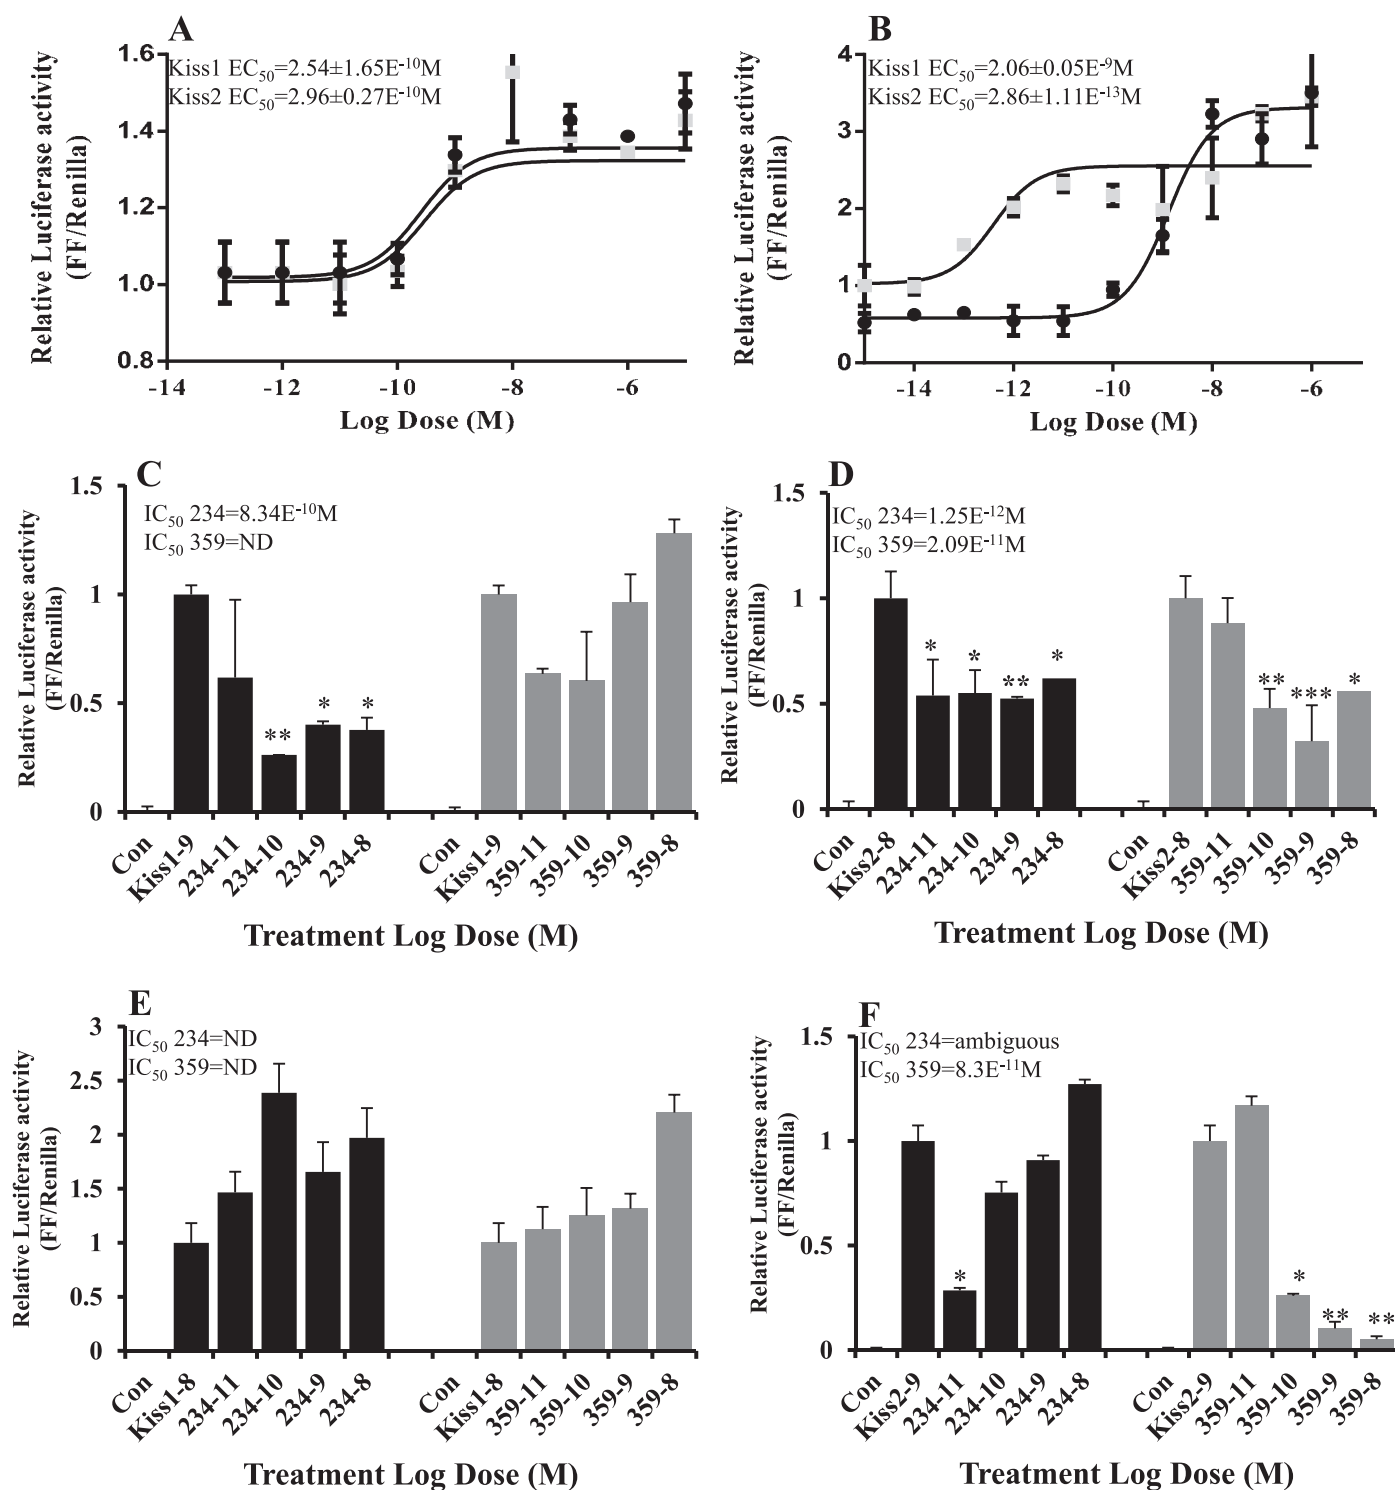 A
Relative Luciferase activity
(FF/Renilla)
Kiss1 EC50=2.54±1.65E-10M
Kiss2 EC50=2.96±0.27E-10M
1.6
1.4
1.2
1.0
0.8
-14 -12 -10 -8 -6
Log Dose (M)
B
Relative Luciferase activity
(FF/Renilla)
Kiss1 EC50=2.06±0.05E-9M
Kiss2 EC50=2.86±1.11E-13M
4
3
2
1
0
-14 -12 -10 -8 -6
Log Dose (M)
C
Relative Luciferase activity
(FF/Renilla)
IC50 234=8.34E-10M
IC50 359=ND
1.5
1
0.5
0
** * *
Con Kiss1-9 234-11 234-10 234-9 234-8 Con Kiss1-9 359-11 359-10 359-9 359-8
Treatment Log Dose (M)
D
Relative Luciferase activity
(FF/Renilla)
IC50 234=1.25E-12M
IC50 359=2.09E-11M
1.5
1
0.5
0
* * ** * ** *** *
Con Kiss2-8 234-11 234-10 234-9 234-8 Con Kiss2-8 359-11 359-10 359-9 359-8
Treatment Log Dose (M)
E
Relative Luciferase activity
(FF/Renilla)
IC50 234=ND
IC50 359=ND
3
2.5
2
1.5
1
0.5
0
Con Kiss1-8 234-11 234-10 234-9 234-8 Con Kiss1-8 359-11 359-10 359-9 359-8
Treatment Log Dose (M)
F
Relative Luciferase activity
(FF/Renilla)
IC50 234=ambiguous
IC50 359=8.3E-11M
1.5
1
0.5
0
* * ** **
Con Kiss2-9 234-11 234-10 234-9 234-8 Con Kiss2-9 359-11 359-10 359-9 359-8
Treatment Log Dose (M)